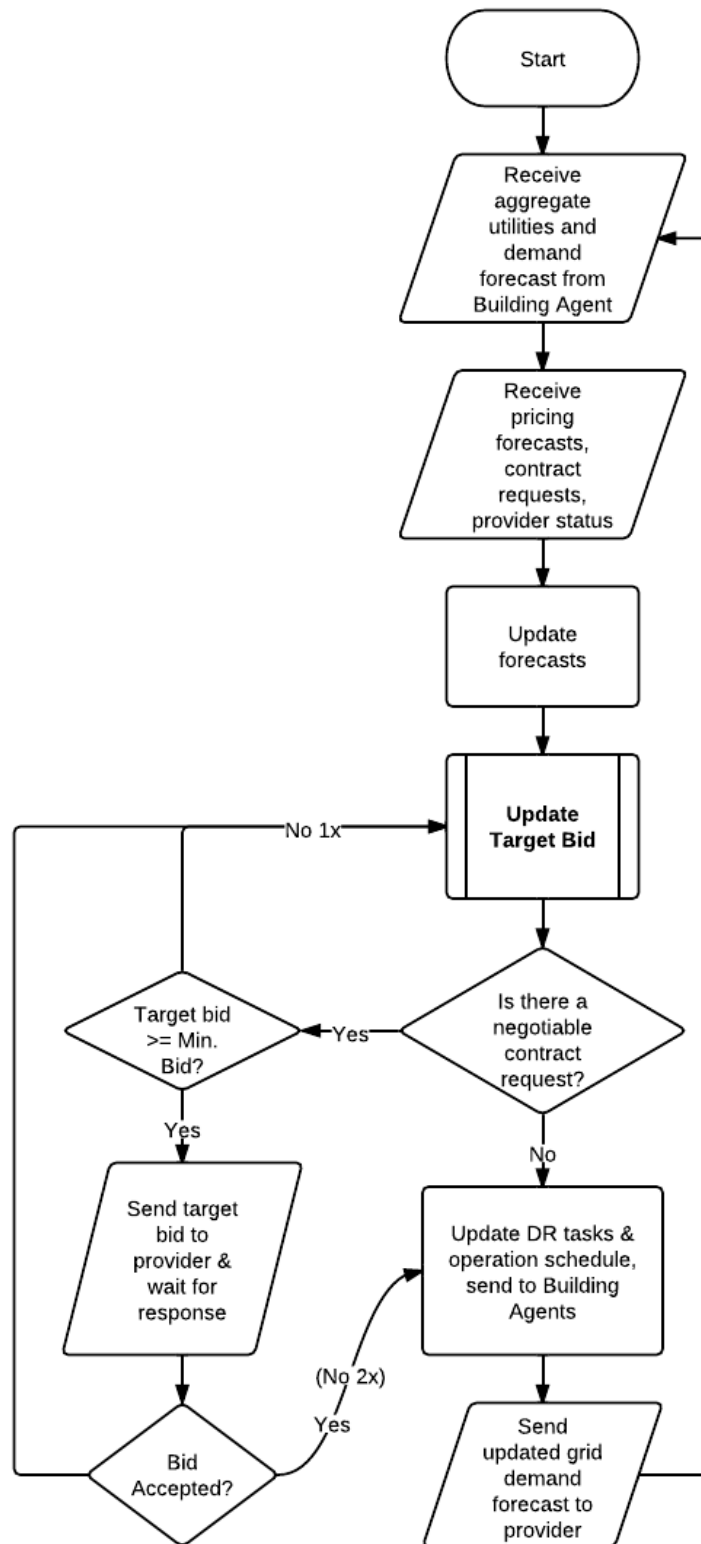 Start
Receive
aggregate
utilities and
demand
forecast from
Building Agent
Receive
pricing
forecasts,
contract
requests,
provider status
Update
forecasts
Update
Target Bid
No 1x
Is there a
negotiable
contract
request?
Yes
Target bid
>= Min.
Bid?
Yes
No
Send target
bid to
provider &
wait for
response
Update DR tasks &
operation schedule,
send to Building
Agents
(No 2x)
Yes
Bid
Accepted?
Send
updated grid
demand
forecast to
provider